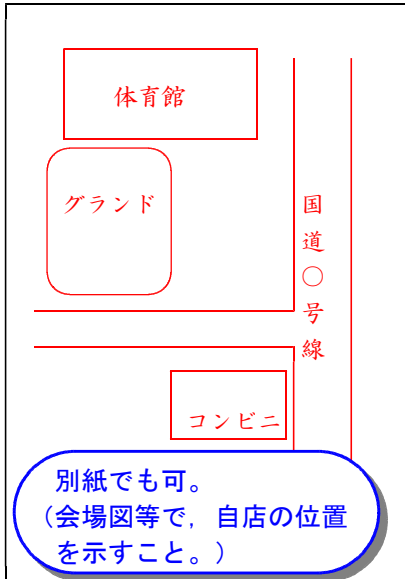 体育館
グランド
国道○号線
コンビニ
別紙でも可。
（会場図等で，自店の位置
を示すこと。）